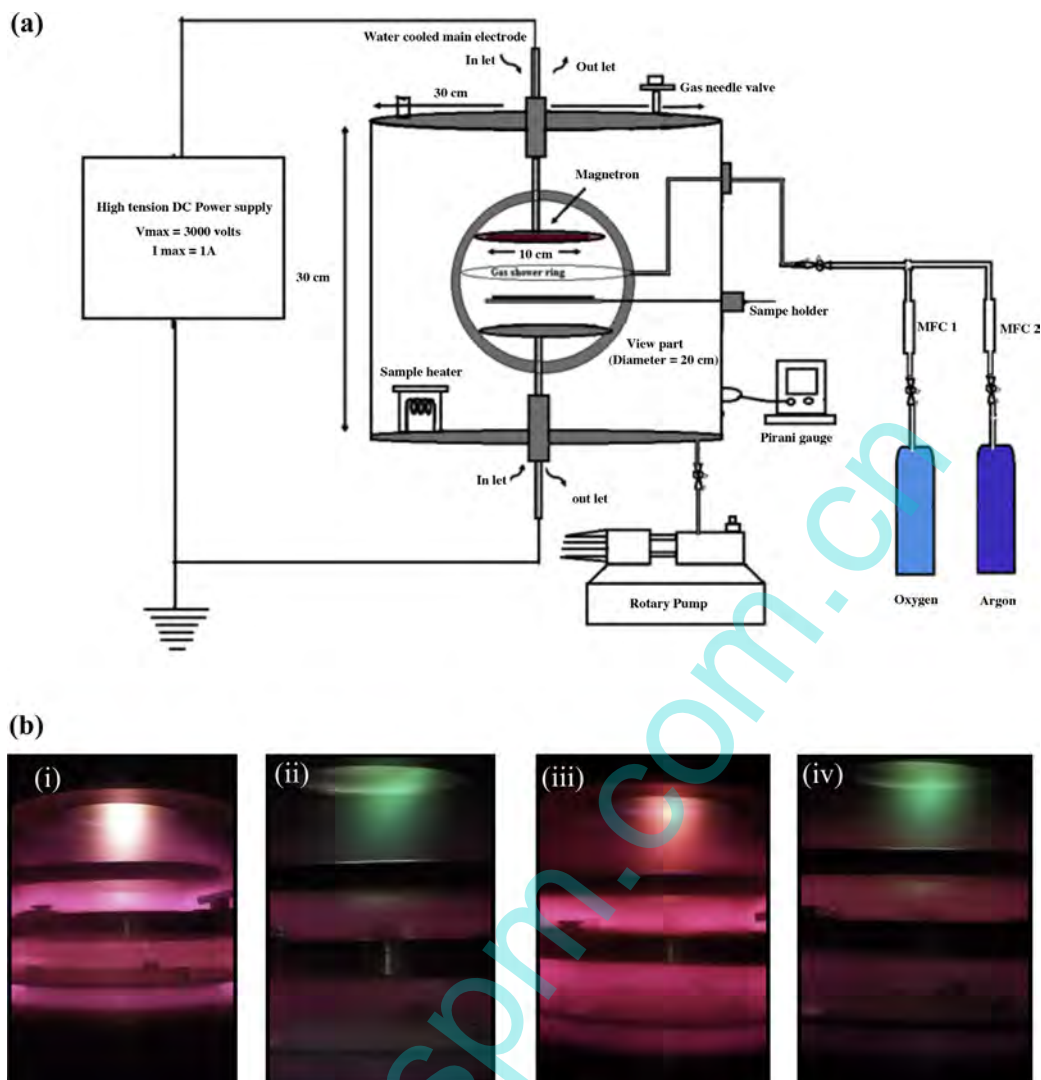 (a)
Water cooled main electrode
In let
Out let
30 cm
Gas needle valve
Magnetron
High tension DC Power supply
Vmax = 3000 volts
I max = 1A
30 cm
10 cm
Gas shower ring
Sampe holder
MFC 1
MFC 2
View part
(Diameter = 20 cm)
Sample heater
Pirani gauge
In let
out let
Rotary Pump
Oxygen
Argon
(b)
(i)
(ii)
(iii)
(iv)
spm.com.cn